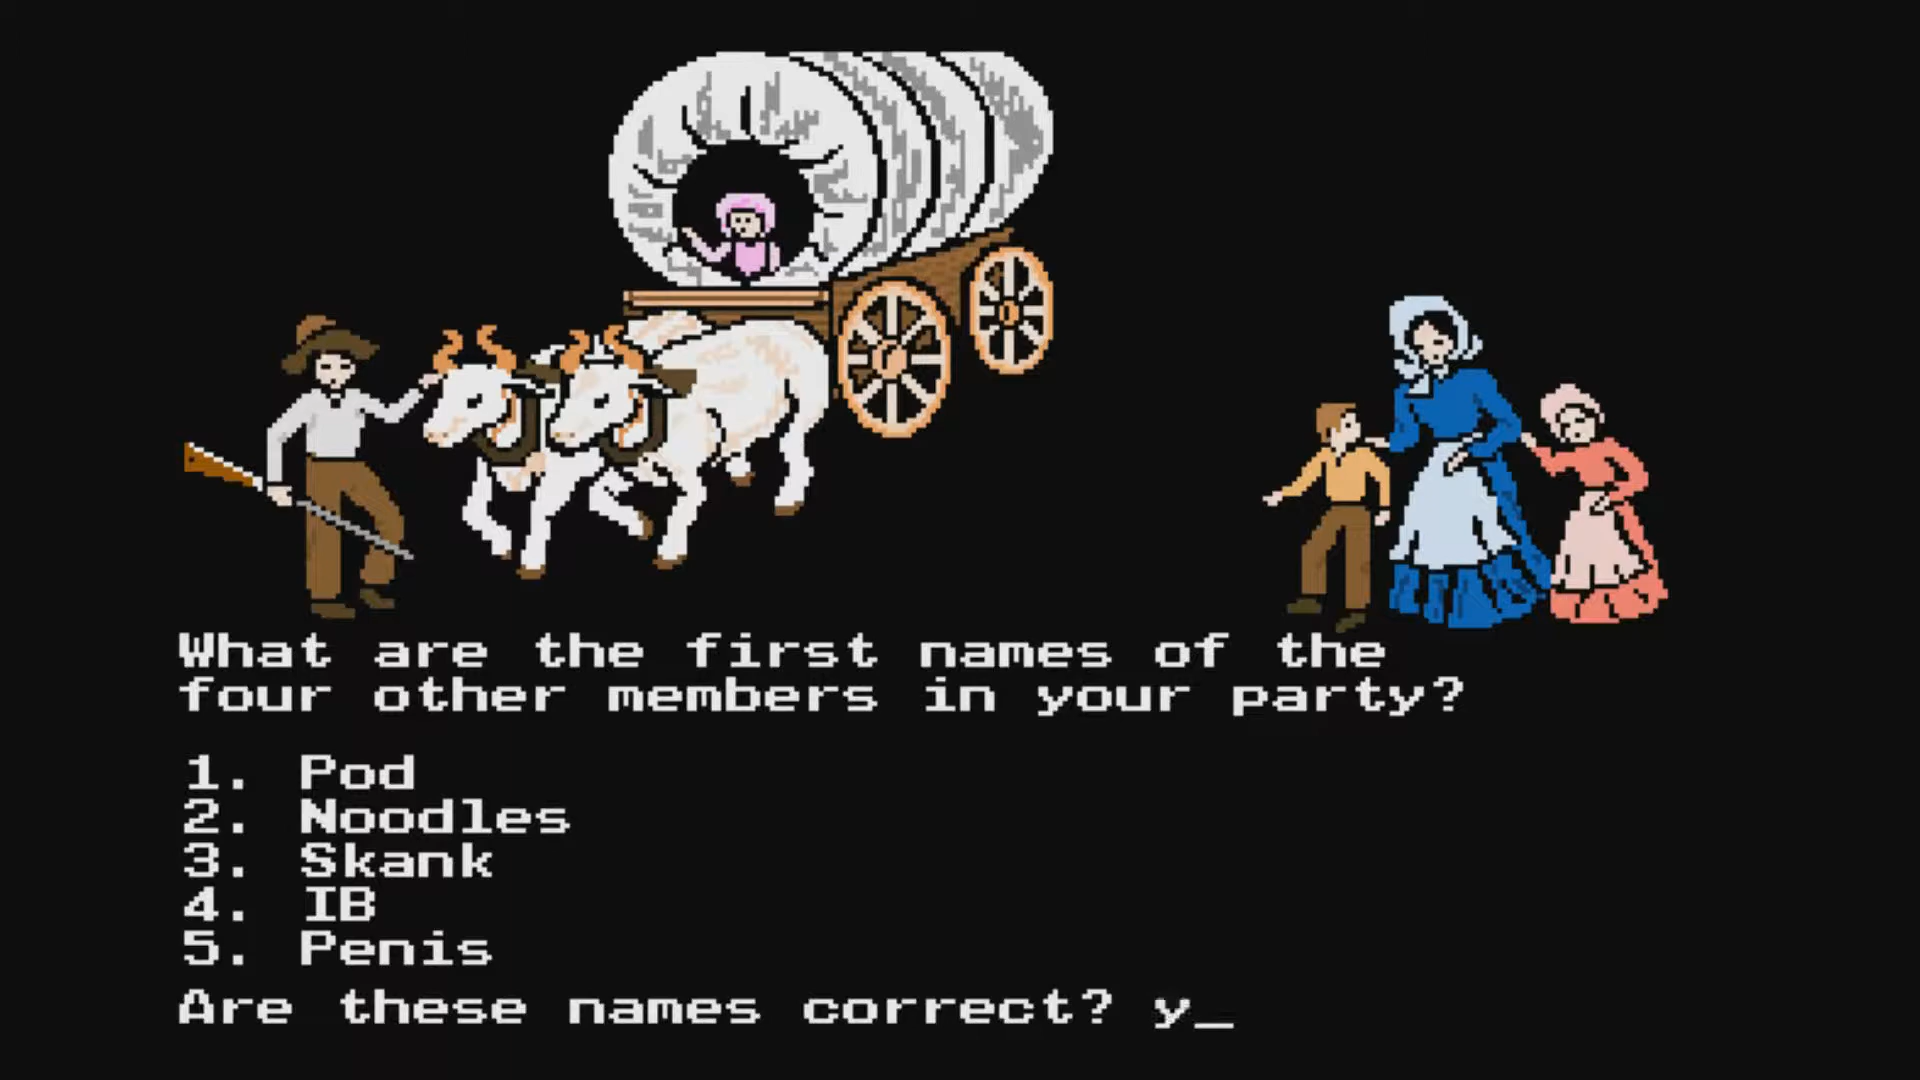 What are the first names of the
four other members in your party?
1. Pod
2. Noodles
3. Skank
4. IB
5. Penis
Are these names correct? y_